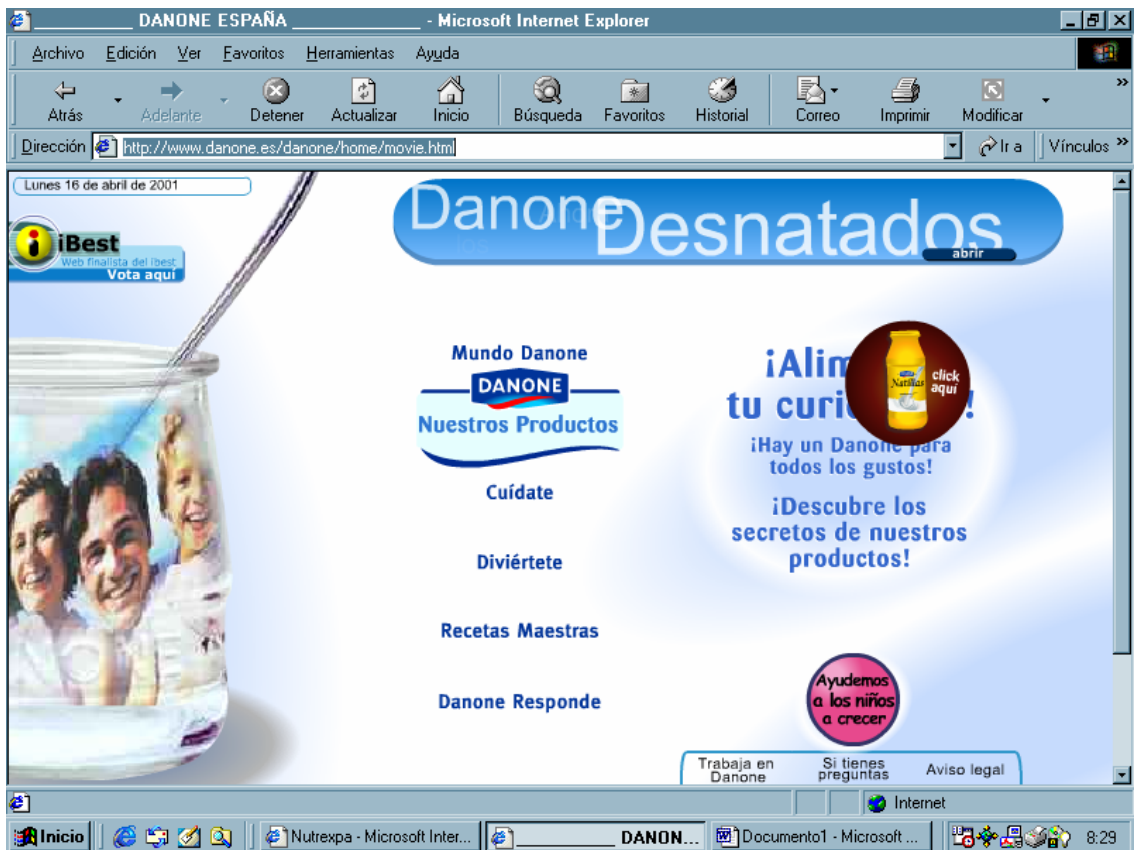 ____________ DANONE ESPAÑA ____________ - Microsoft Internet Explorer
Archivo Edición Ver Favoritos Herramientas Ayuda
Atrás Adelante Detener Actualizar Inicio Búsqueda Favoritos Historial Correo Imprimir Modificar »
Dirección http://www.danone.es/danone/home/movie.html Ir a Vínculos »
Lunes 16 de abril de 2001
iBest
Web finalista del ibest
Vota aquí
Danone
Desnatados
los
abrir
Mundo Danone
DANONE
Nuestros Productos
Cuídate
Diviértete
Recetas Maestras
Danone Responde
¡Alim
tu curi !
Natillas
click
aquí
¡Hay un Danone para
todos los gustos!
¡Descubre los
secretos de nuestros
productos!
Ayudemos
a los niños
a crecer
Trabaja en
Danone
Si tienes
preguntas
Aviso legal
Internet
Inicio Nutrexpa - Microsoft Inter... ____________ DANON... Documento1 - Microsoft ... 8:29